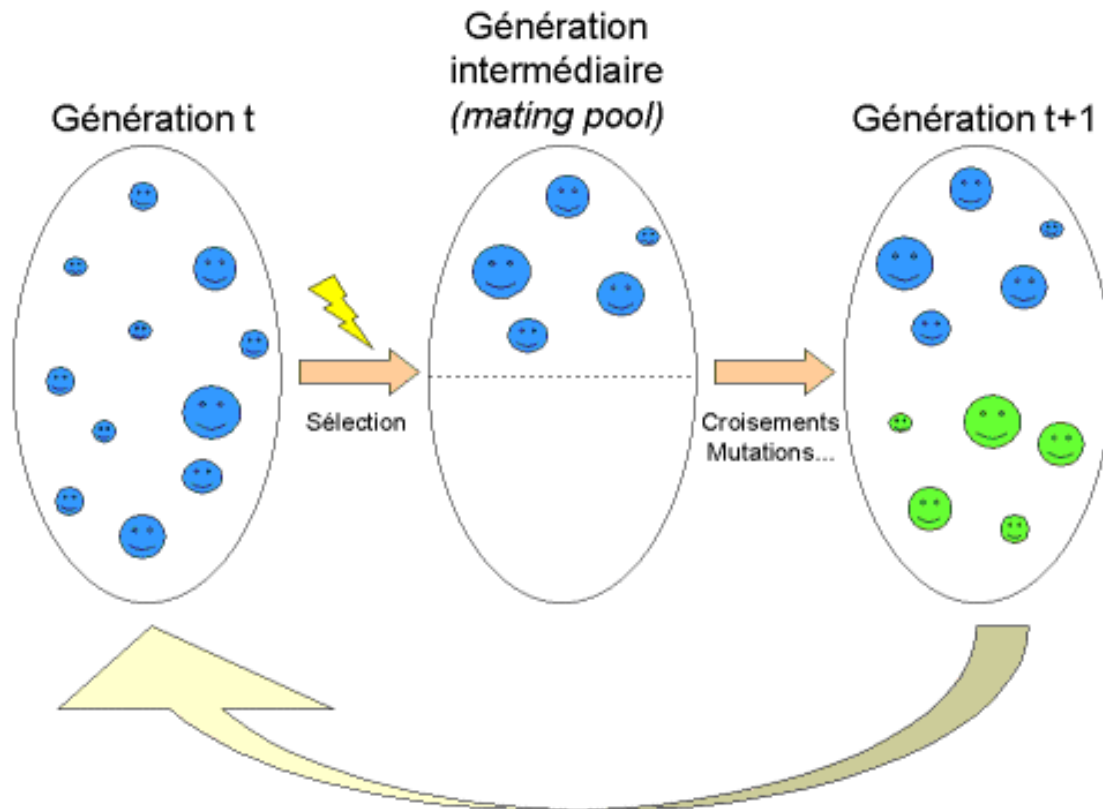 Génération t
Génération
intermédiaire
(mating pool)
Génération t+1
Sélection
Croisements
Mutations...